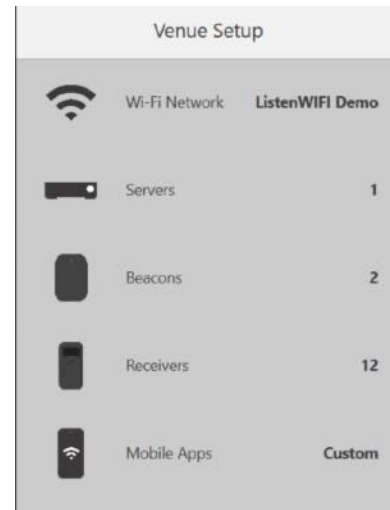 Venue Setup
Wi-Fi Network ListenWIFI Demo
Servers 1
Beacons 2
Receivers 12
Mobile Apps Custom